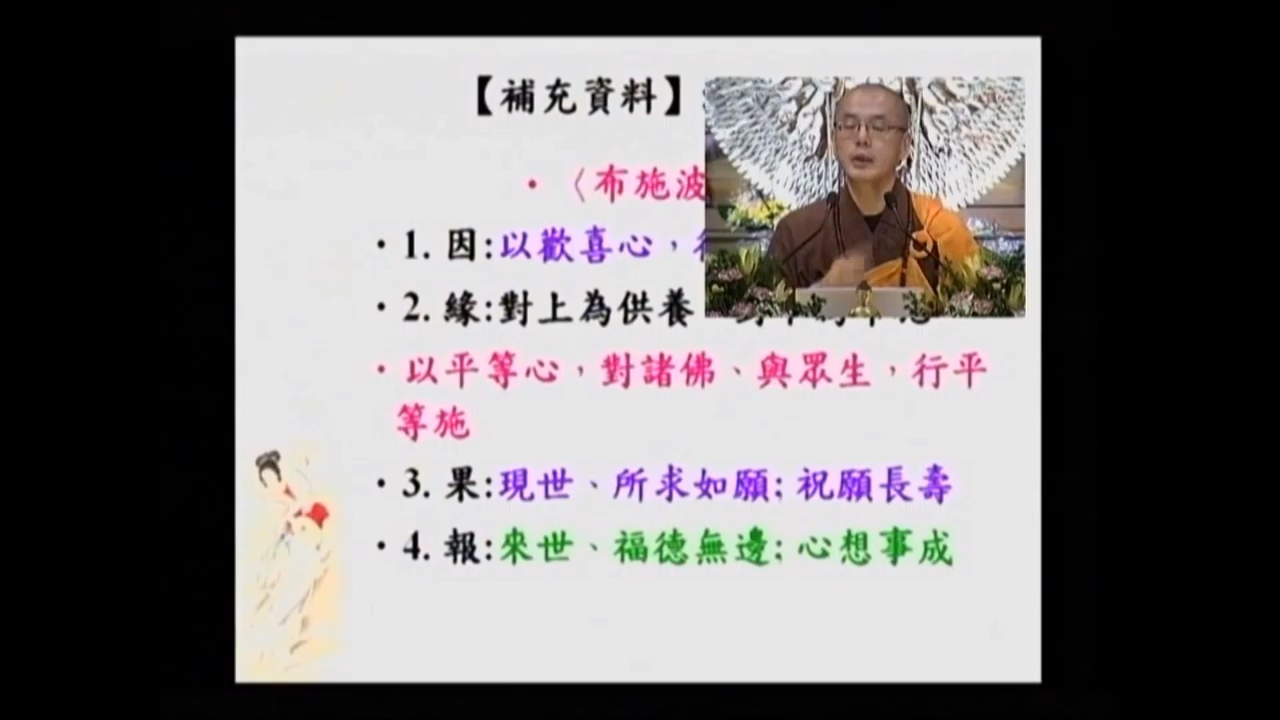 【補充資料】
•〈布施波
• 1. 因:以歡喜心，行
• 2. 緣:對上為供養
• 以平等心，對諸佛、與眾生，行平
等施
• 3. 果:現世、所求如願;祝願長壽
• 4. 報:來世、福德無邊;心想事成